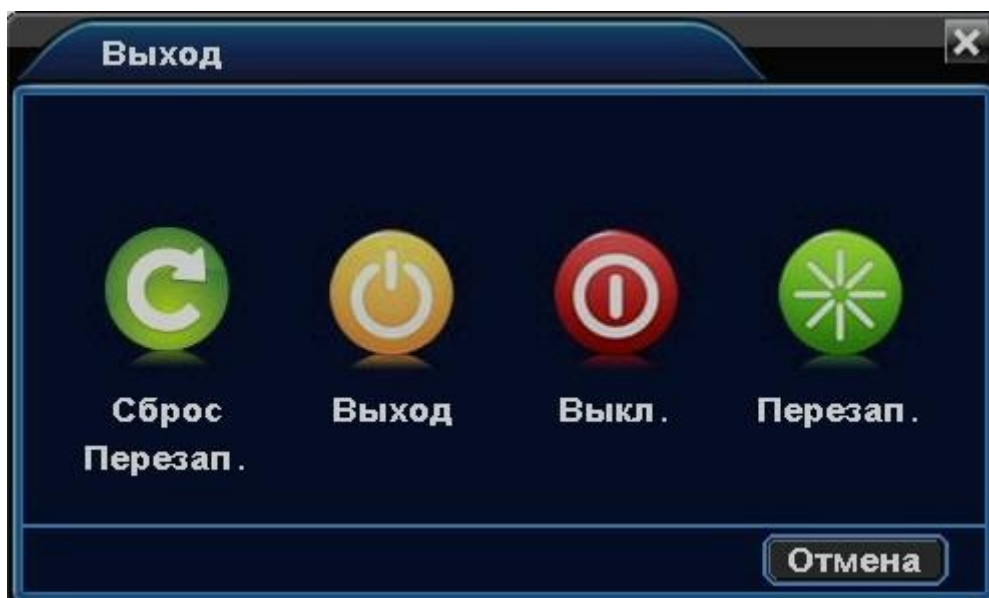 Выход
Сброс
Перезап.
Выход
Выкл.
Перезап.
Отмена